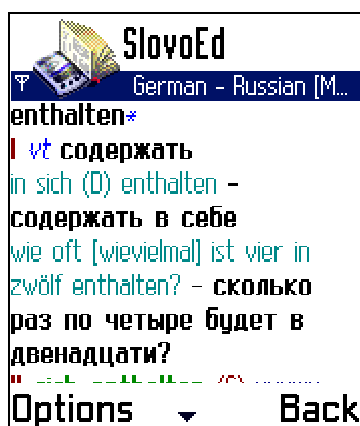 SlovoEd
German - Russian [M...
enthalten*
I vt содержать
in sich (D) enthalten –
содержать в себе
wie oft [wievielmal] ist vier in
zwölf enthalten? – сколько
раз по четыре будет в
двенадцати?
Options Back